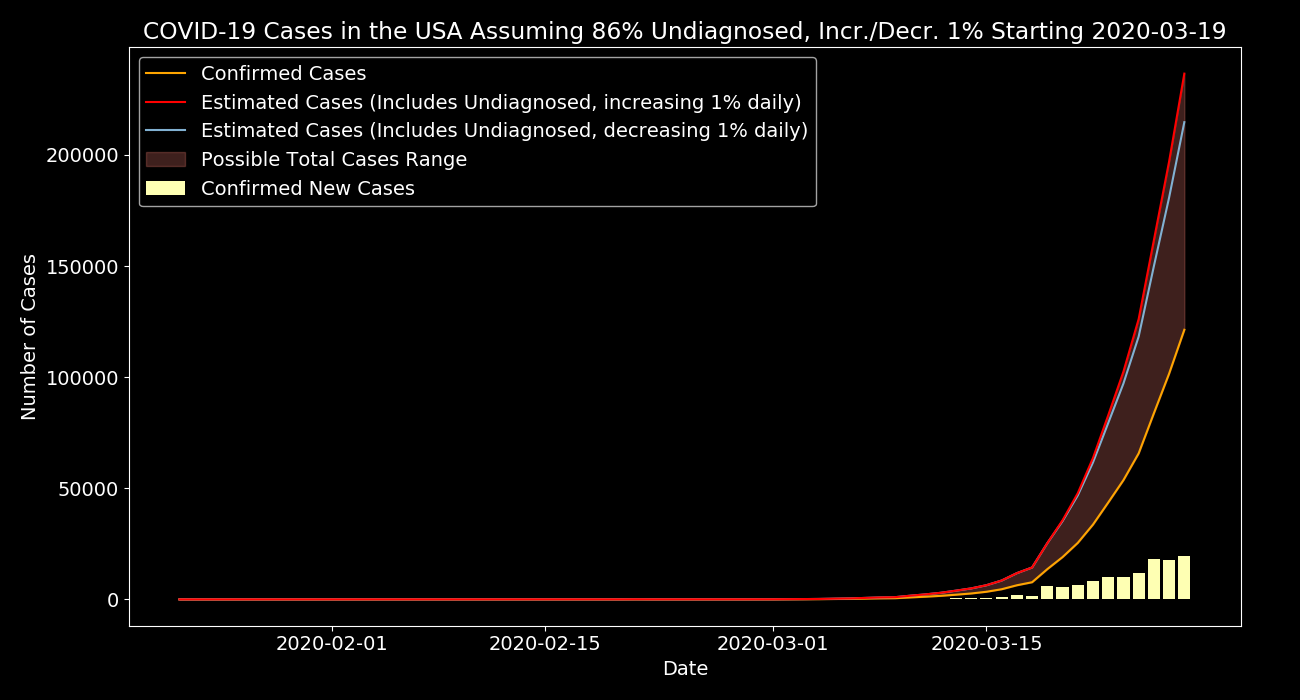 COVID-19 Cases in the USA Assuming 86% Undiagnosed, Incr./Decr. 1% Starting 2020-03-19
Confirmed Cases
Estimated Cases (Includes Undiagnosed, increasing 1% daily)
Estimated Cases (Includes Undiagnosed, decreasing 1% daily)
Possible Total Cases Range
Confirmed New Cases
Number of Cases
200000
150000
100000
50000
0
2020-02-01
2020-02-15
2020-03-01
2020-03-15
Date